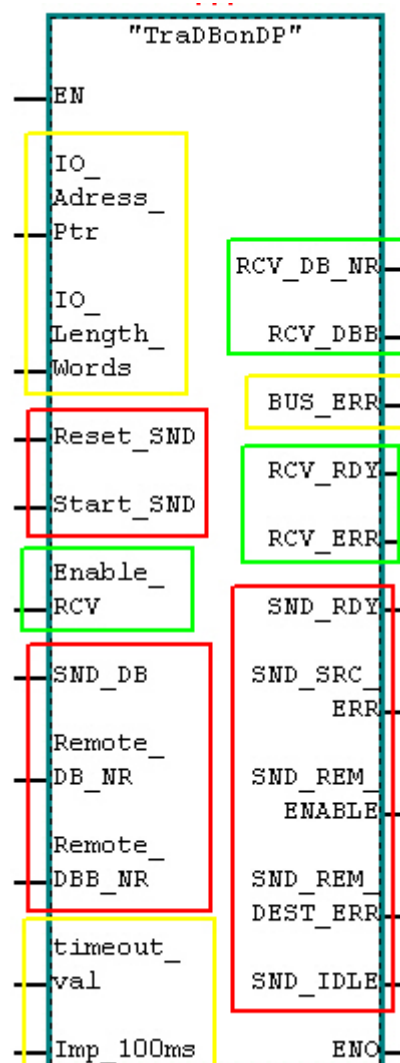 "TraDBonDP"
EN
IO_
Adress_
Ptr
IO_
Length_
Words
Reset_SND
Start_SND
Enable_
RCV
SND_DB
Remote_
DB_NR
Remote_
DBB_NR
timeout_
val
Imp_100ms
RCV_DB_NR
RCV_DBB
BUS_ERR
RCV_RDY
RCV_ERR
SND_RDY
SND_SRC_
ERR
SND_REM_
ENABLE
SND_REM_
DEST_ERR
SND_IDLE
ENO